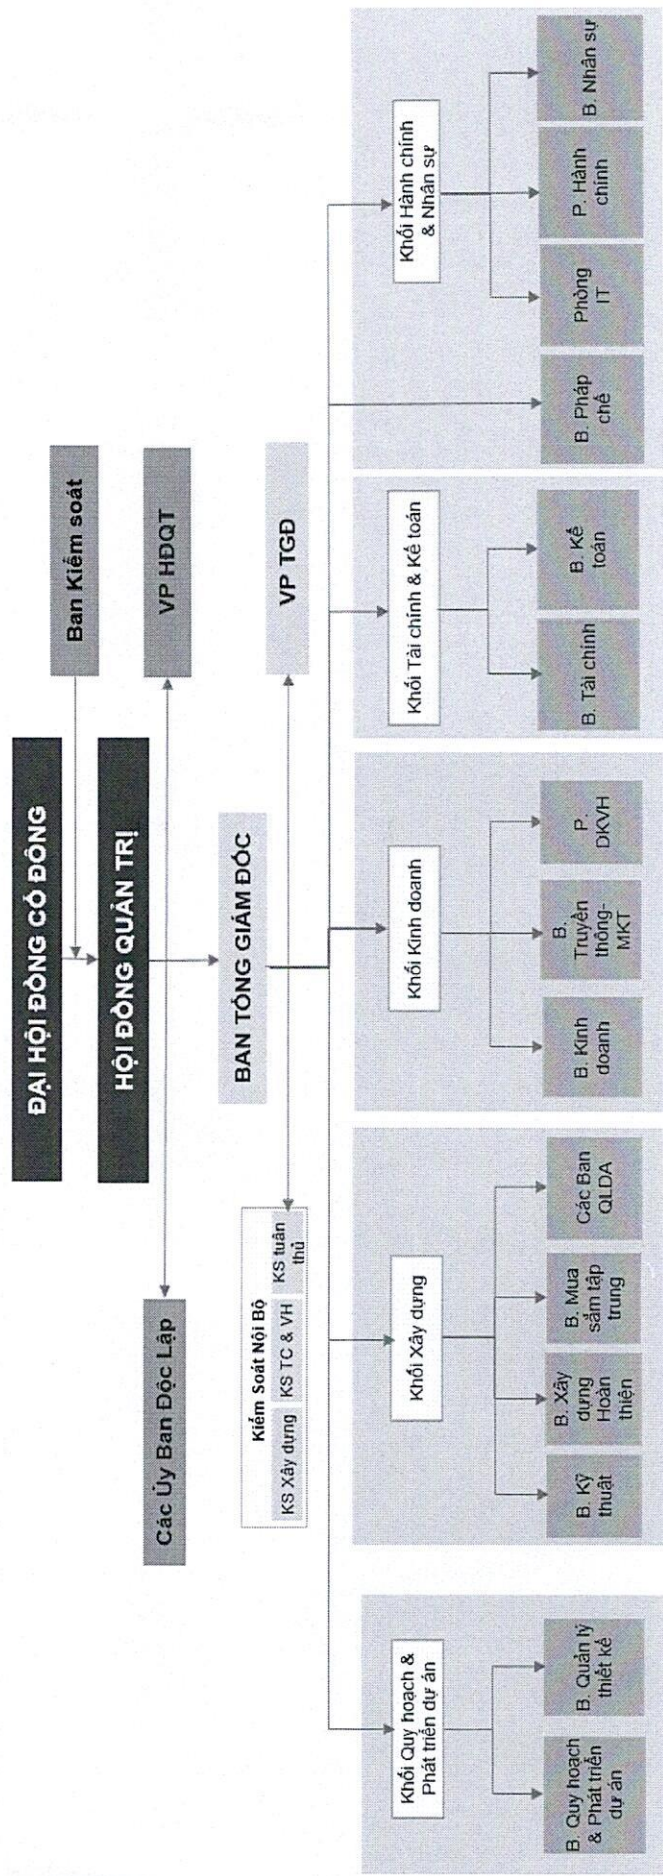 ĐẠI HỘI ĐỒNG CỔ ĐÔNG
Ban Kiểm soát
HỘI ĐỒNG QUẢN TRỊ
Các Ủy Ban Độc Lập
VP HĐQT
BAN TỔNG GIÁM ĐỐC
Kiểm Soát Nội Bộ
KS Xây dựng
KS TC & VH
KS tuân
thủ
VP TGĐ
Khối Quy hoạch &
Phát triển dự án
Khối Xây dựng
Khối Kinh doanh
Khối Tài chính & Kế toán
Khối Hành chính
& Nhân sự
B. Quy hoạch
& Phát triển
dự án
B. Quản lý
thiết kế
B. Kỹ
thuật
B. Xây
dựng
Hoàn
thiện
B. Mua
sắm tập
trung
Các Ban
QLDA
B. Kinh
doanh
B.
Truyền
thông-
MKT
P.
DKVH
B. Tài chính
B. Kế
toán
B. Pháp
chế
Phòng
IT
P. Hành
chính
B. Nhân sự